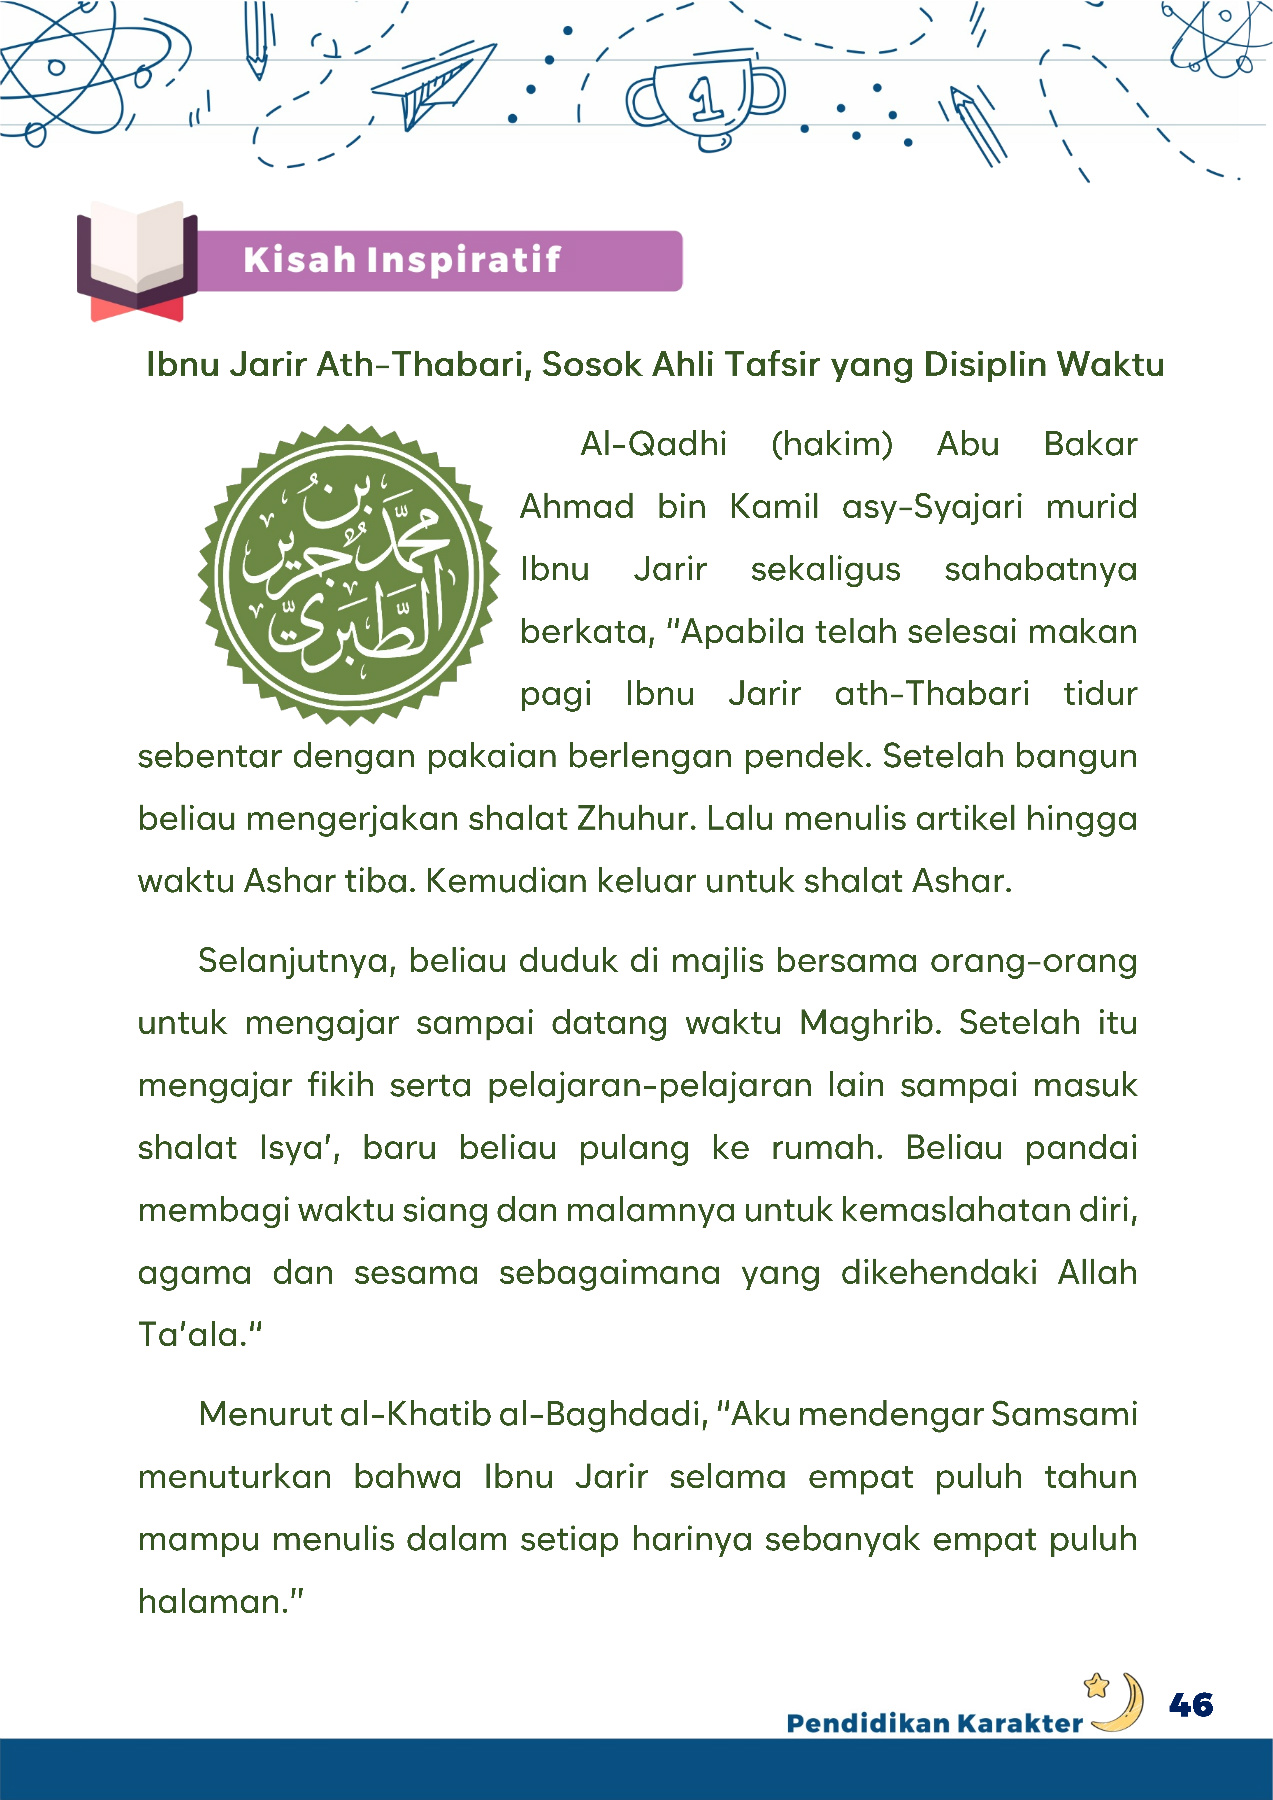 1
Kisah Inspiratif
Ibnu Jarir Ath-Thabari, Sosok Ahli Tafsir yang Disiplin Waktu
محمد بن جرير الطبري
Al-Qadhi (hakim) Abu Bakar
Ahmad bin Kamil asy-Syajari murid
Ibnu Jarir sekaligus sahabatnya
berkata, "Apabila telah selesai makan
pagi Ibnu Jarir ath-Thabari tidur
sebentar dengan pakaian berlengan pendek. Setelah bangun
beliau mengerjakan shalat Zhuhur. Lalu menulis artikel hingga
waktu Ashar tiba. Kemudian keluar untuk shalat Ashar.
Selanjutnya, beliau duduk di majlis bersama orang-orang
untuk mengajar sampai datang waktu Maghrib. Setelah itu
mengajar fikih serta pelajaran-pelajaran lain sampai masuk
shalat Isya', baru beliau pulang ke rumah. Beliau pandai
membagi waktu siang dan malamnya untuk kemaslahatan diri,
agama dan sesama sebagaimana yang dikehendaki Allah
Ta'ala."
Menurut al-Khatib al-Baghdadi, "Aku mendengar Samsami
menuturkan bahwa Ibnu Jarir selama empat puluh tahun
mampu menulis dalam setiap harinya sebanyak empat puluh
halaman."
Pendidikan Karakter 46